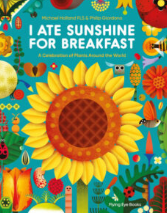 Michael Holland FLS & Philip Giordano
I ATE SUNSHINE
FOR BREAKFAST
A Celebration of Plants Around the World
Flying Eye Books